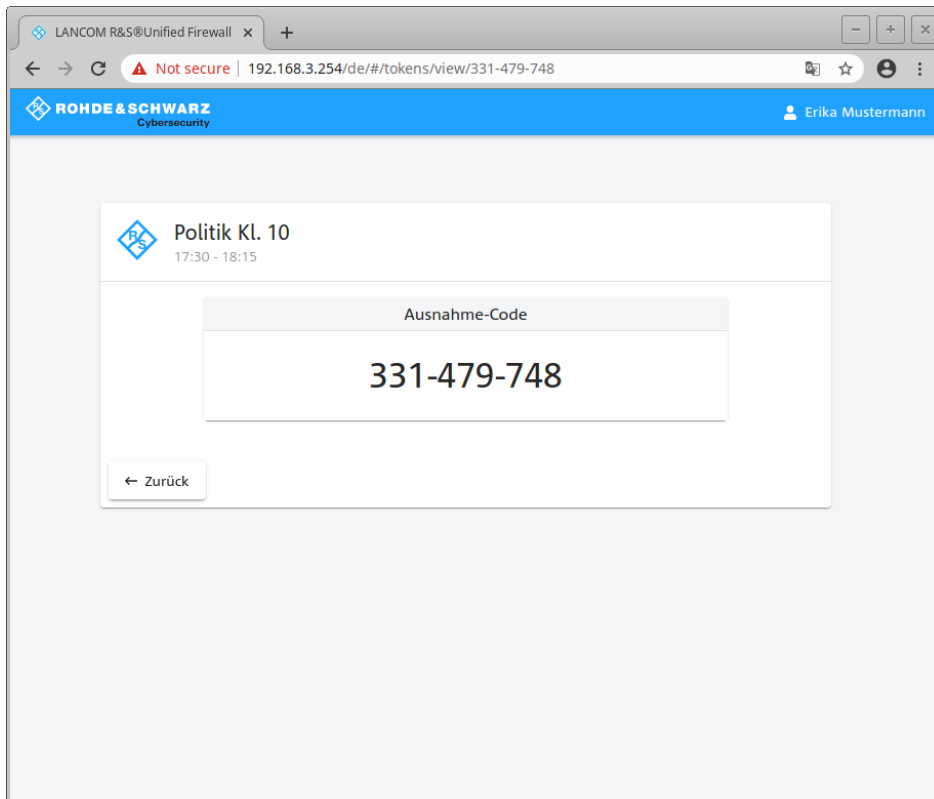 LANCOM R&S®Unified Firewall
Not secure | 192.168.3.254/de/#/tokens/view/331-479-748
ROHDE&SCHWARZ
Cybersecurity
Erika Mustermann
R S
Politik Kl. 10
17:30 - 18:15
Ausnahme-Code
331-479-748
← Zurück